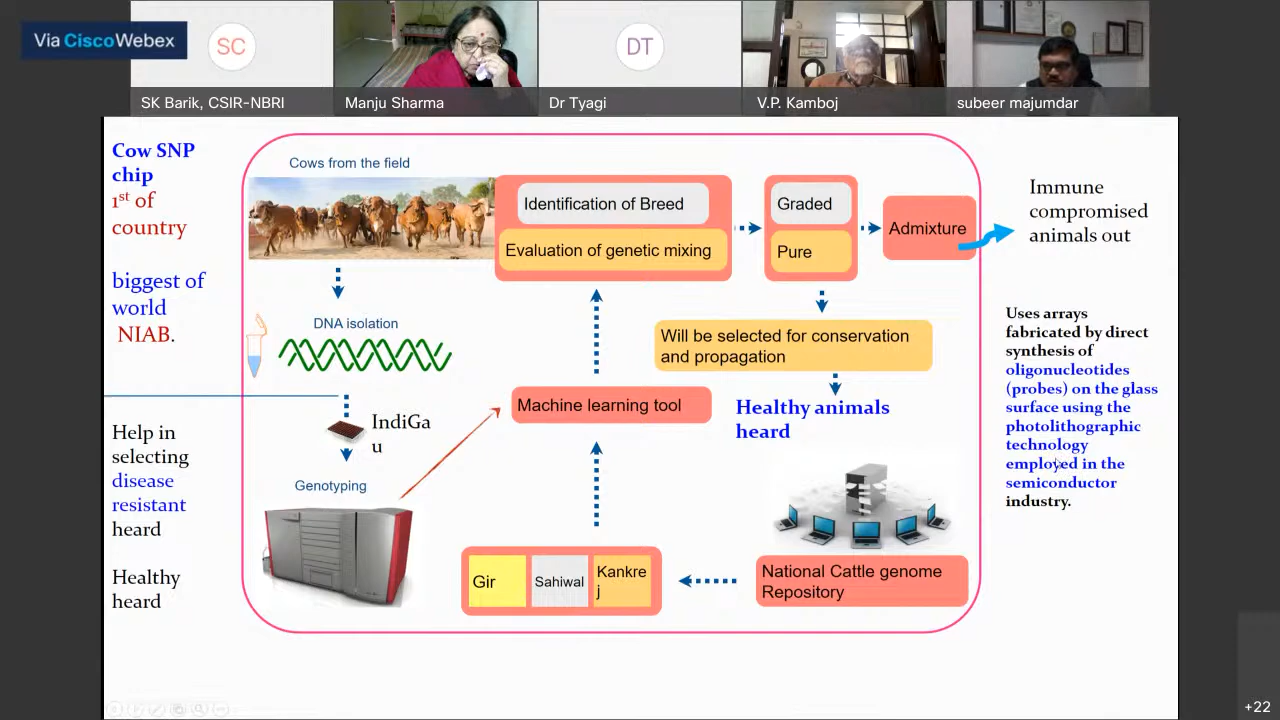 Via CiscoWebex
SC
DT
SK Barik, CSIR-NBRI
Manju Sharma
Dr Tyagi
V.P. Kamboj
subeer majumdar
Cow SNP
chip
1st of
country
biggest of
world
NIAB.
Help in
selecting
disease
resistant
heard
Healthy
heard
Cows from the field
DNA isolation
IndiGa
u
Genotyping
Identification of Breed
Evaluation of genetic mixing
Graded
Pure
Admixture
Will be selected for conservation
and propagation
Machine learning tool
Healthy animals
heard
Gir
Sahiwal
Kankre
j
National Cattle genome
Repository
Immune
compromised
animals out
Uses arrays
fabricated by direct
synthesis of
oligonucleotides
(probes) on the glass
surface using the
photolithographic
technology
employed in the
semiconductor
industry.
+22